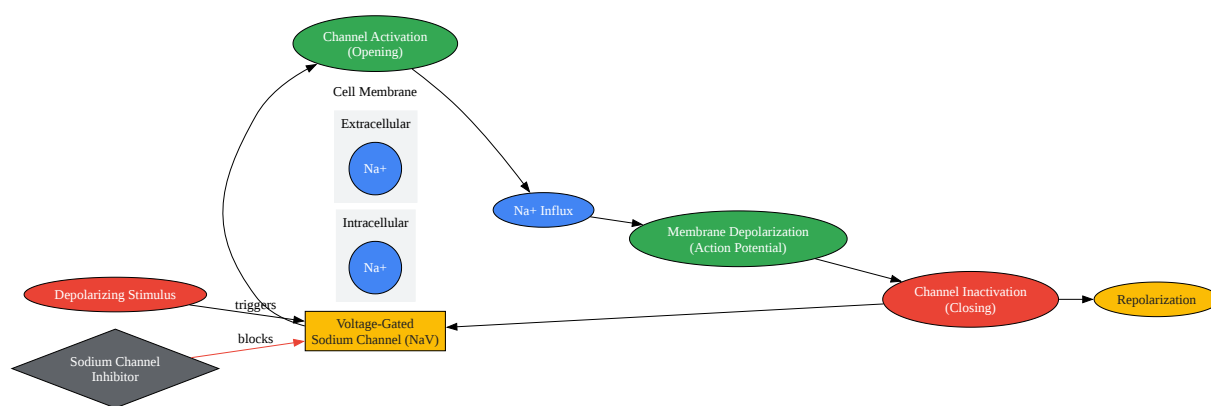 Channel Activation
(Opening)
Cell Membrane
Extracellular
Na+
Na+ Influx
Intracellular
Membrane Depolarization
(Action Potential)
Na+
Channel Inactivation
(Closing)
Repolarization
Depolarizing Stimulus
triggers
Voltage-Gated
Sodium Channel (NaV)
blocks
Sodium Channel
Inhibitor